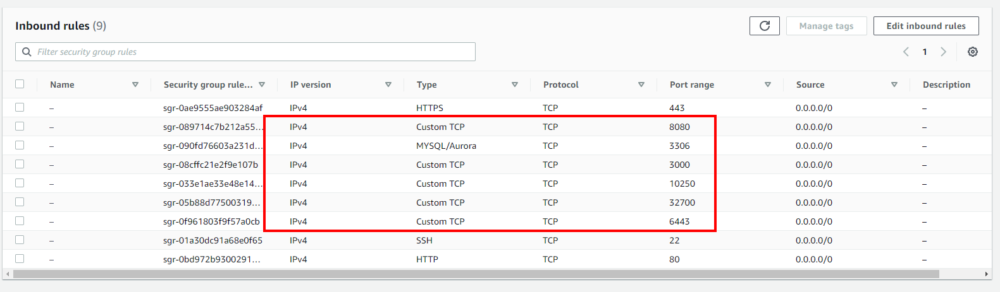 Inbound rules (9)
Manage tags
Edit inbound rules
Filter security group rules
1
Name Security group rule... IP version Type Protocol Port range Source Description
– sgr-0ae9555ae903284af IPv4 HTTPS TCP 443 0.0.0.0/0 –
– sgr-089714c7b212a55... IPv4 Custom TCP TCP 8080 0.0.0.0/0 –
– sgr-090fd76603a231d... IPv4 MYSQL/Aurora TCP 3306 0.0.0.0/0 –
– sgr-08cffc21e2f9e107b IPv4 Custom TCP TCP 3000 0.0.0.0/0 –
– sgr-033e1ae33e48e14... IPv4 Custom TCP TCP 10250 0.0.0.0/0 –
– sgr-05b88d77500319... IPv4 Custom TCP TCP 32700 0.0.0.0/0 –
– sgr-0f961803f9f57a0cb IPv4 Custom TCP TCP 6443 0.0.0.0/0 –
– sgr-01a30dc91a68e0f65 IPv4 SSH TCP 22 0.0.0.0/0 –
– sgr-0bd972b9300291... IPv4 HTTP TCP 80 0.0.0.0/0 –